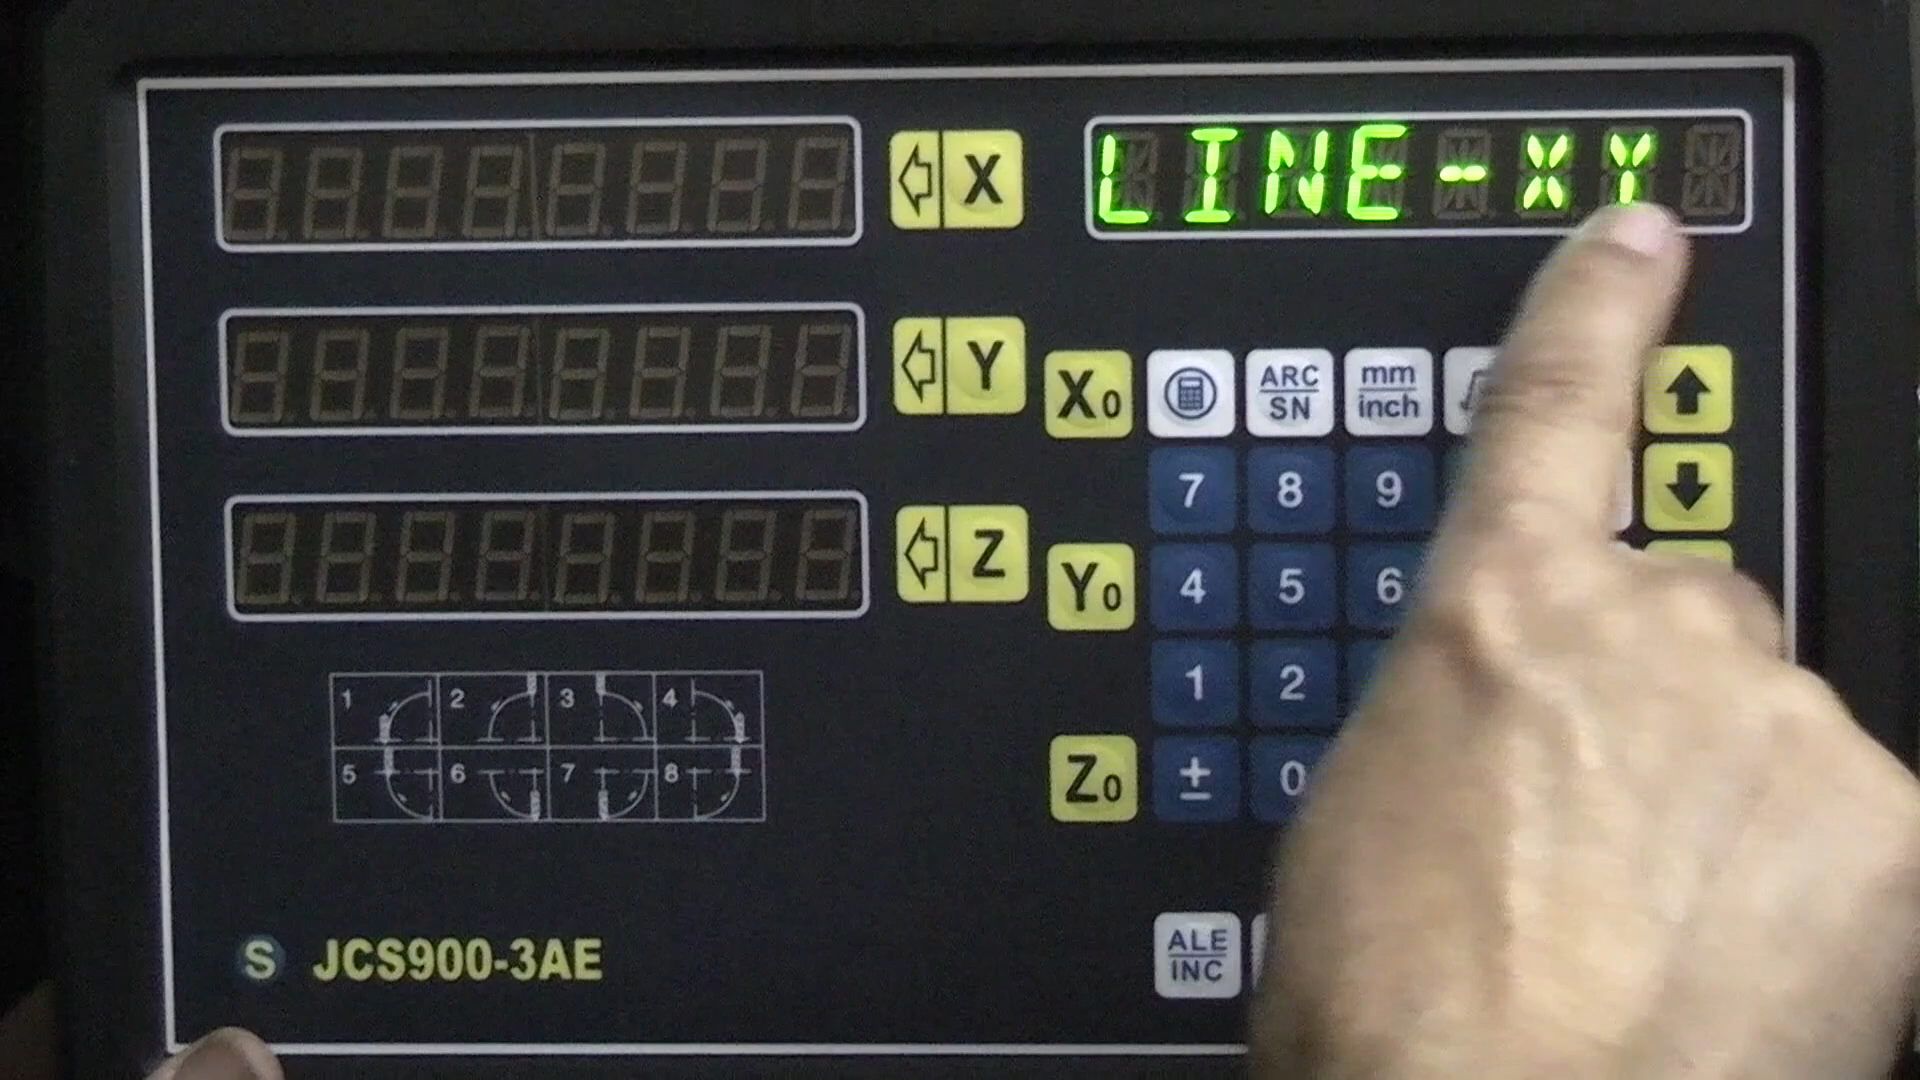 X
LINE-XY
Y
X0
ARC
SN
mm
inch
7 8 9
Z
Y0
4 5 6
1 2
Z0
± 0
1 2 3 4
5 6 7 8
ALE
INC
S JCS900-3AE